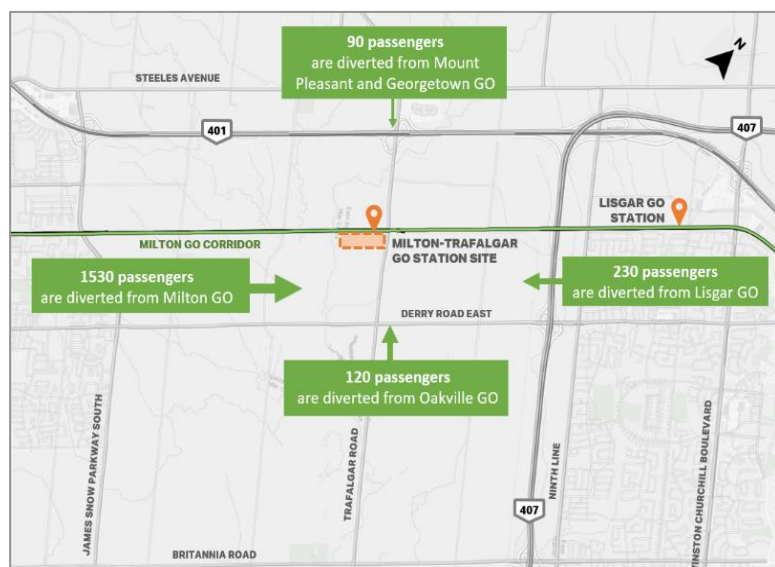 90 passengers
are diverted from Mount
Pleasant and Georgetown GO
N
STEELES AVENUE
401
407
LISGAR GO
STATION
MILTON GO CORRIDOR
MILTON-TRAFALGAR
GO STATION SITE
1530 passengers
are diverted from Milton GO
230 passengers
are diverted from Lisgar GO
DERRY ROAD EAST
120 passengers
are diverted from Oakville GO
JAMES SNOW PARKWAY SOUTH
TRAFALGAR ROAD
NINTH LINE
WINSTON CHURCHILL BOULEVARD
407
BRITANNIA ROAD